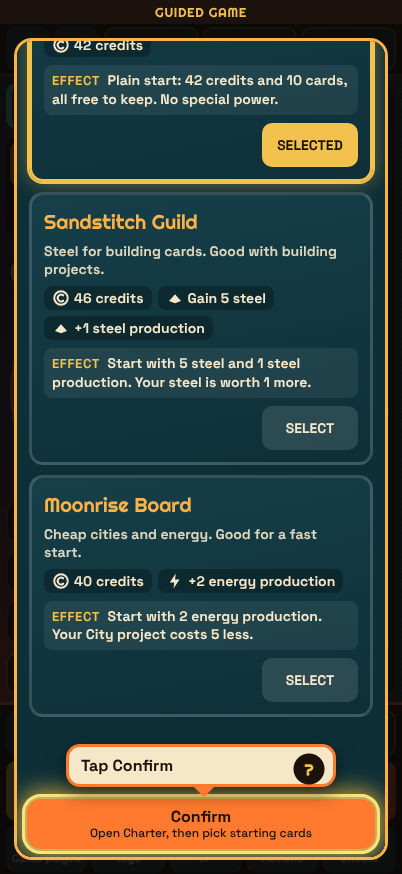 GUIDED GAME
© 42 credits
EFFECT Plain start: 42 credits and 10 cards,
all free to keep. No special power.
SELECTED
Sandstitch Guild
Steel for building cards. Good with building
projects.
© 46 credits Gain 5 steel
+1 steel production
EFFECT Start with 5 steel and 1 steel
production. Your steel is worth 1 more.
SELECT
Moonrise Board
Cheap cities and energy. Good for a fast
start.
© 40 credits +2 energy production
EFFECT Start with 2 energy production.
Your City project costs 5 less.
SELECT
Tap Confirm ?
Confirm
Open Charter, then pick starting cards